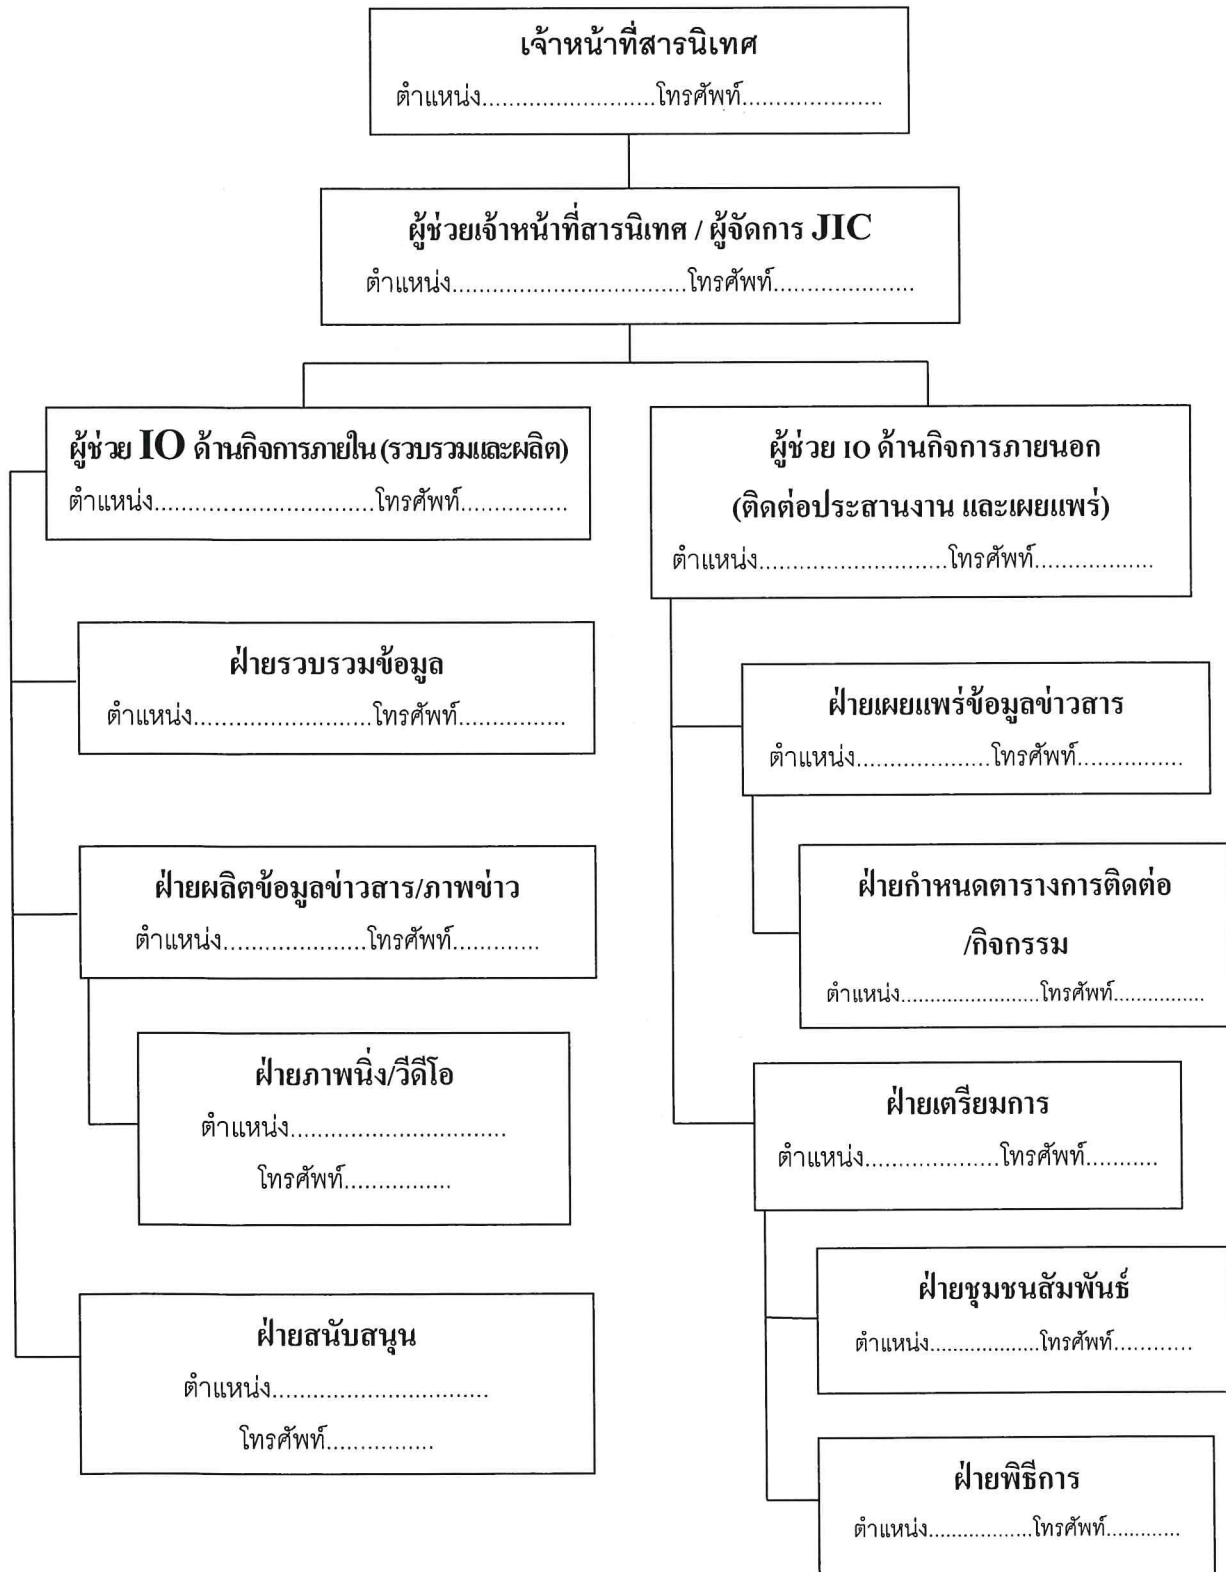 เจ้าหน้าที่สารนิเทศ
ตำแหน่ง..........................โทรศัพท์.....................
ผู้ช่วยเจ้าหน้าที่สารนิเทศ / ผู้จัดการ JIC
ตำแหน่ง...................................โทรศัพท์.....................
ผู้ช่วย IO ด้านกิจการภายใน (รวบรวมและผลิต)
ตำแหน่ง.................................โทรศัพท์................
ผู้ช่วย IO ด้านกิจการภายนอก
(ติดต่อประสานงาน และเผยแพร่)
ตำแหน่ง............................โทรศัพท์..................
ฝ่ายรวบรวมข้อมูล
ตำแหน่ง...........................โทรศัพท์................
ฝ่ายผลิตข้อมูลข่าวสาร/ภาพข่าว
ตำแหน่ง.....................โทรศัพท์.............
ฝ่ายภาพนิ่ง/วีดีโอ
ตำแหน่ง................................
โทรศัพท์................
ฝ่ายสนับสนุน
ตำแหน่ง................................
โทรศัพท์................
ฝ่ายเผยแพร่ข้อมูลข่าวสาร
ตำแหน่ง....................โทรศัพท์................
ฝ่ายกำหนดตารางการติดต่อ
/กิจกรรม
ตำแหน่ง........................โทรศัพท์................
ฝ่ายเตรียมการ
ตำแหน่ง....................โทรศัพท์...........
ฝ่ายชุมชนสัมพันธ์
ตำแหน่ง...................โทรศัพท์.............
ฝ่ายพิธีการ
ตำแหน่ง..................โทรศัพท์.............